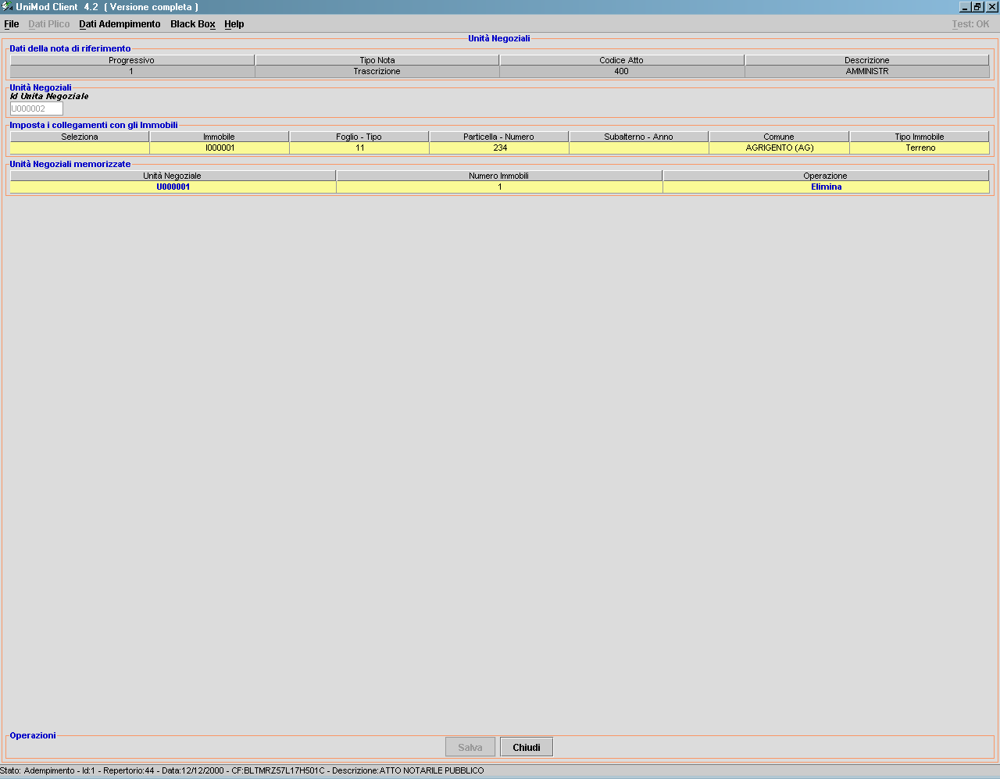 UniMod Client 4.2 ( Versione completa )
File Dati Plico Dati Adempimento Black Box Help Test: OK
Unità Negoziali
Dati della nota di riferimento
Progressivo Tipo Nota Codice Atto Descrizione
1 Trascrizione 400 AMMINISTR
Unità Negoziali
Id Unita Negoziale
U000002
Imposta i collegamenti con gli Immobili
Seleziona Immobile Foglio - Tipo Particella - Numero Subalterno - Anno Comune Tipo Immobile
I000001 11 234 AGRIGENTO (AG) Terreno
Unità Negoziali memorizzate
Unità Negoziale Numero Immobili Operazione
U000001 1 Elimina
Operazioni
Salva Chiudi
Stato: Adempimento - Id:1 - Repertorio:44 - Data:12/12/2000 - CF:BLTMRZ57L17H501C - Descrizione:ATTO NOTARILE PUBBLICO